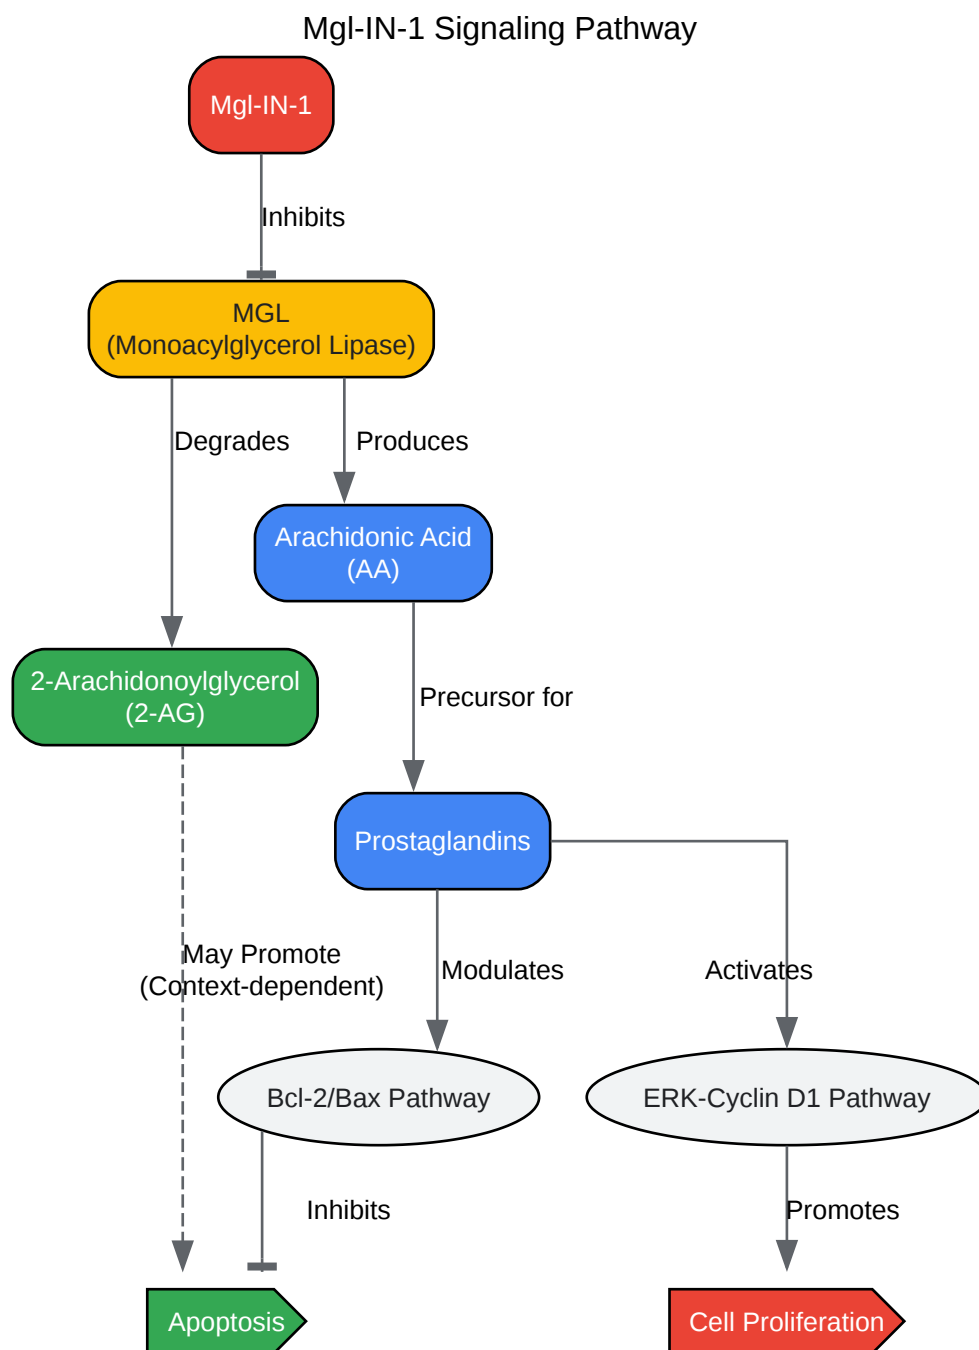 Mgl-IN-1 Signaling Pathway
Mgl-IN-1
Inhibits
MGL
(Monoacylglycerol Lipase)
Degrades
Produces
Arachidonic Acid
(AA)
2-Arachidonoylglycerol
(2-AG)
Precursor for
Prostaglandins
May Promote
(Context-dependent)
Modulates
Activates
Bcl-2/Bax Pathway
ERK-Cyclin D1 Pathway
Inhibits
Promotes
Apoptosis
Cell Proliferation